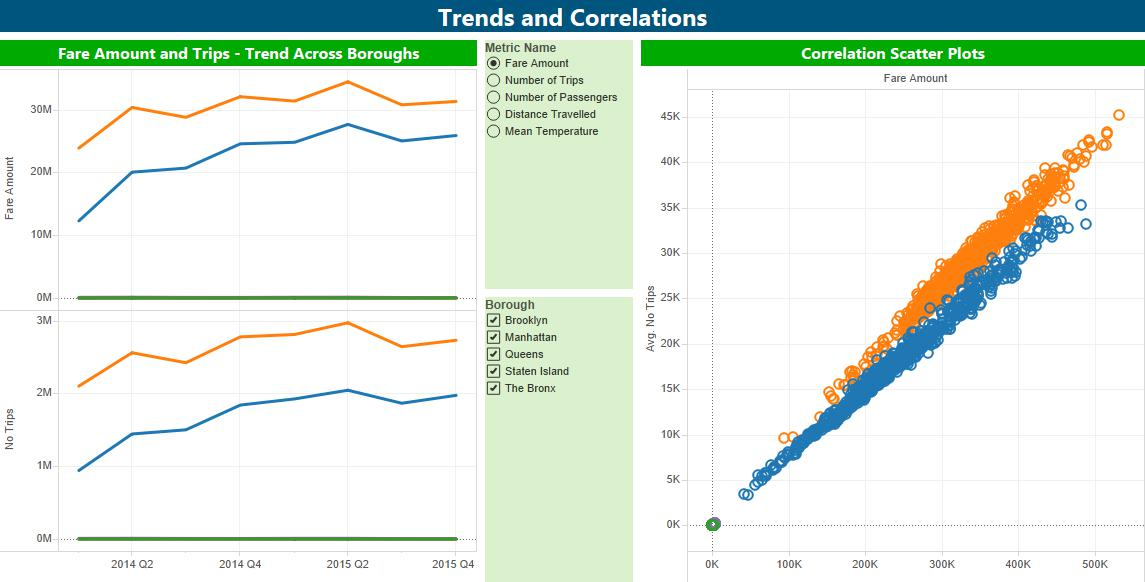 Trends and Correlations
Fare Amount and Trips - Trend Across Boroughs
Fare Amount
30M
20M
10M
0M
No Trips
3M
2M
1M
0M
2014 Q2
2014 Q4
2015 Q2
2015 Q4
Metric Name
Fare Amount
Number of Trips
Number of Passengers
Distance Travelled
Mean Temperature
Borough
Brooklyn
Manhattan
Queens
Staten Island
The Bronx
Correlation Scatter Plots
Fare Amount
Avg. No Trips
45K
40K
35K
30K
25K
20K
15K
10K
5K
0K
0K
100K
200K
300K
400K
500K